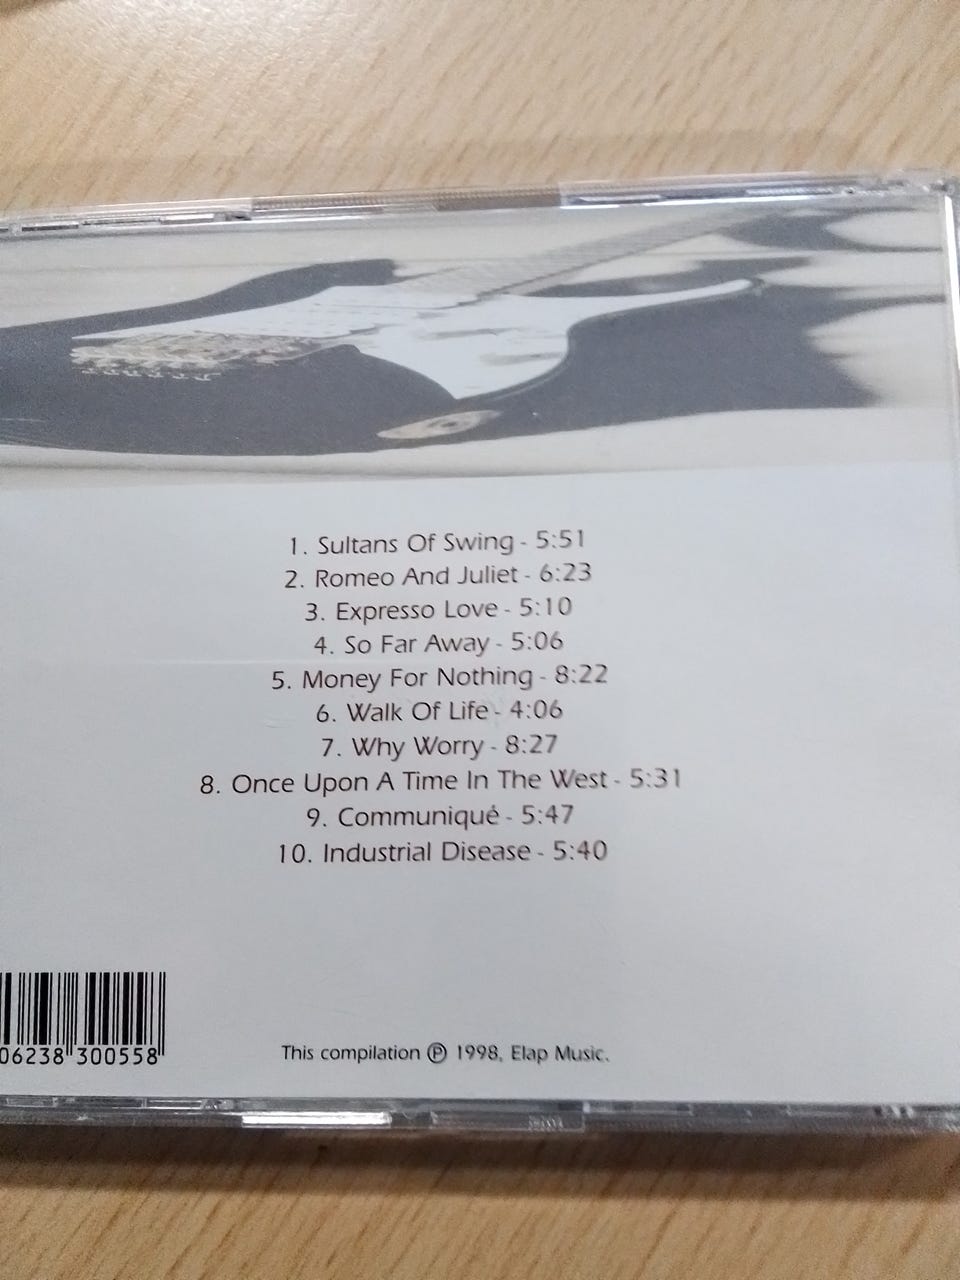 1. Sultans Of Swing - 5:51
2. Romeo And Juliet - 6:23
3. Expresso Love - 5:10
4. So Far Away - 5:06
5. Money For Nothing - 8:22
6. Walk Of Life - 4:06
7. Why Worry - 8:27
8. Once Upon A Time In The West - 5:31
9. Communiqué - 5:47
10. Industrial Disease - 5:40
06238 300558
This compilation ℗ 1998, Elap Music.